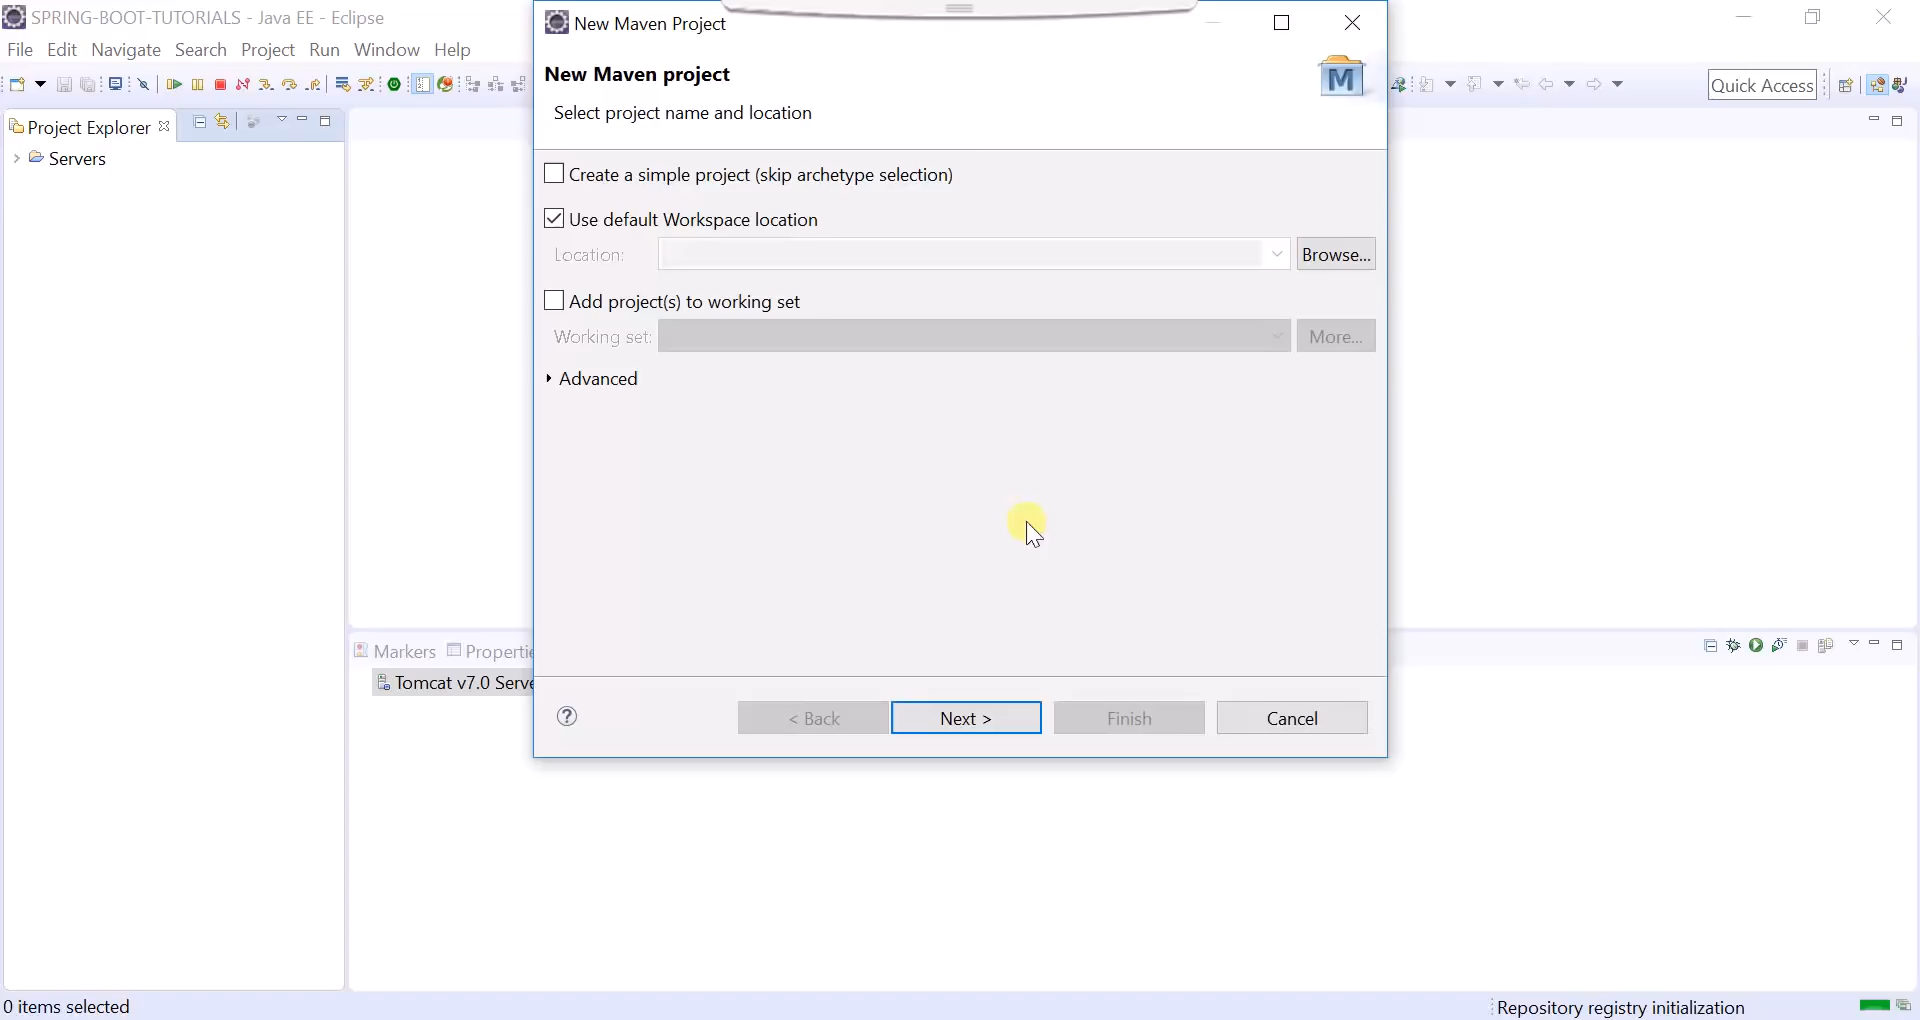 SPRING-BOOT-TUTORIALS - Java EE - Eclipse
File Edit Navigate Search Project Run Window Help
Quick Access
Project Explorer
Servers
New Maven Project
M
New Maven project
Select project name and location
Create a simple project (skip archetype selection)
Use default Workspace location
Location:
Browse...
Add project(s) to working set
Working set:
More...
Advanced
< Back Next > Finish Cancel
Markers
Tomcat v7.0
0 items selected
Repository registry initialization